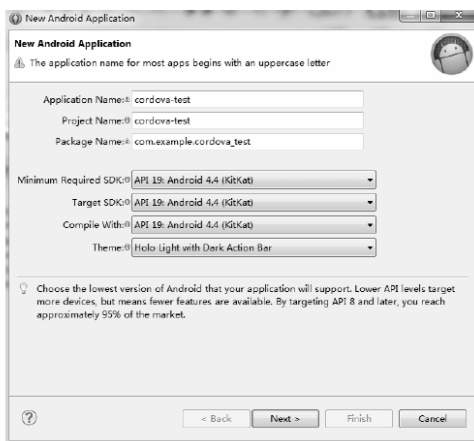 New Android Application
New Android Application
The application name for most apps begins with an uppercase letter
Application Name: cordova-test
Project Name: cordova-test
Package Name: com.example.cordova_test
Minimum Required SDK: API 19: Android 4.4 (KitKat)
Target SDK: API 19: Android 4.4 (KitKat)
Compile With: API 19: Android 4.4 (KitKat)
Theme: Holo Light with Dark Action Bar
Choose the lowest version of Android that your application will support. Lower API levels target
more devices, but means fewer features are available. By targeting API 8 and later, you reach
approximately 95% of the market.
< Back Next > Finish Cancel